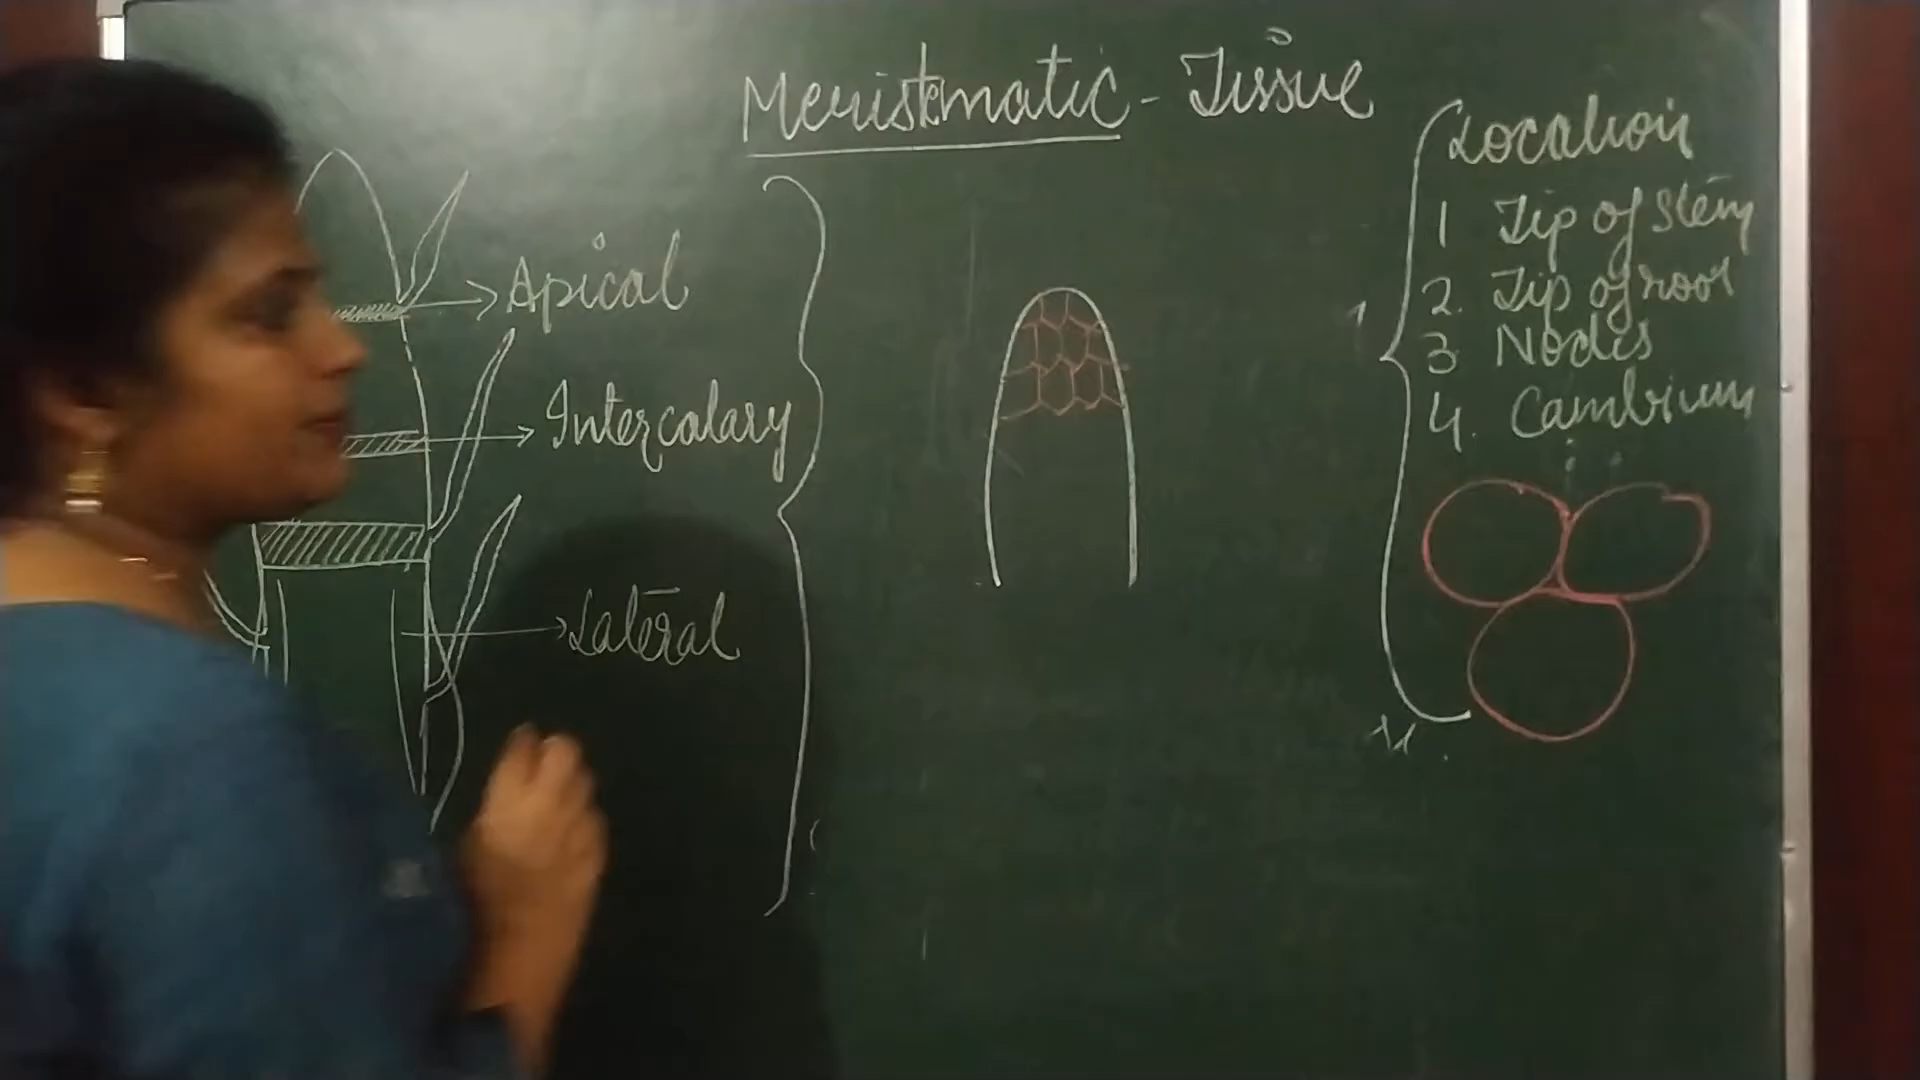 Meristematic - Tissue
Apical
Intercalary
Lateral
Location
1 Tip of stem
2. Tip of root
3 Nodes
4. Cambium